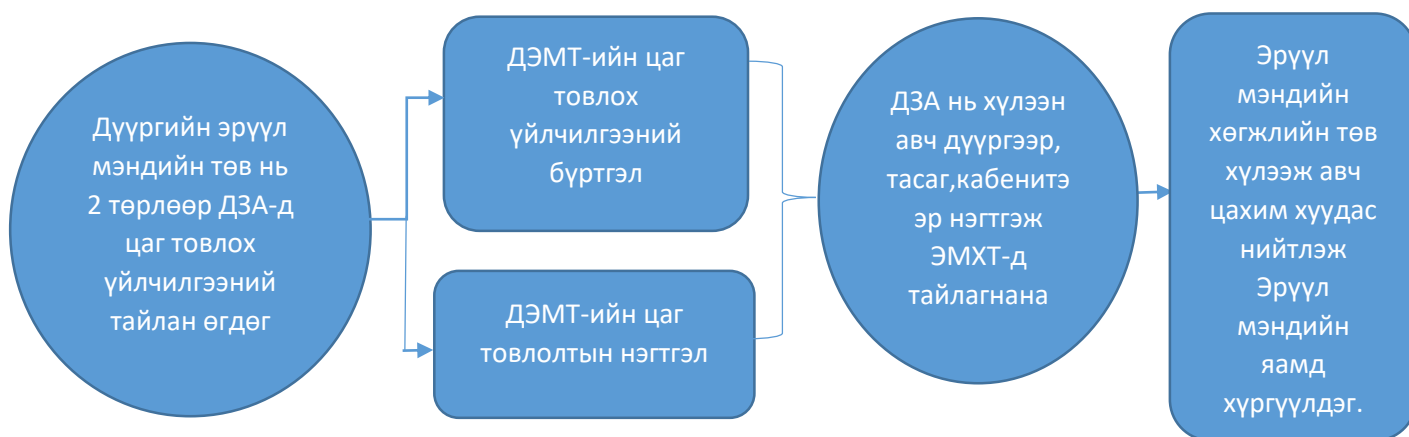 Дүүргийн эрүүл
мэндийн төв нь
2 төрлөөр ДЗА-д
цаг товлох
үйлчилгээний
тайлан өгдөг
ДЭМТ-ийн цаг
товлох
үйлчилгээний
бүртгэл
ДЭМТ-ийн цаг
товлолтын нэгтгэл
ДЗА нь хүлээн
авч дүүргээр,
тасаг,кабенитэ
эр нэгтгэж
ЭМХТ-д
тайлагнана
Эрүүл
мэндийн
хөгжлийн төв
хүлээж авч
цахим хуудас
нийтлэж
Эрүүл
мэндийн
яамд
хүргүүлдэг.